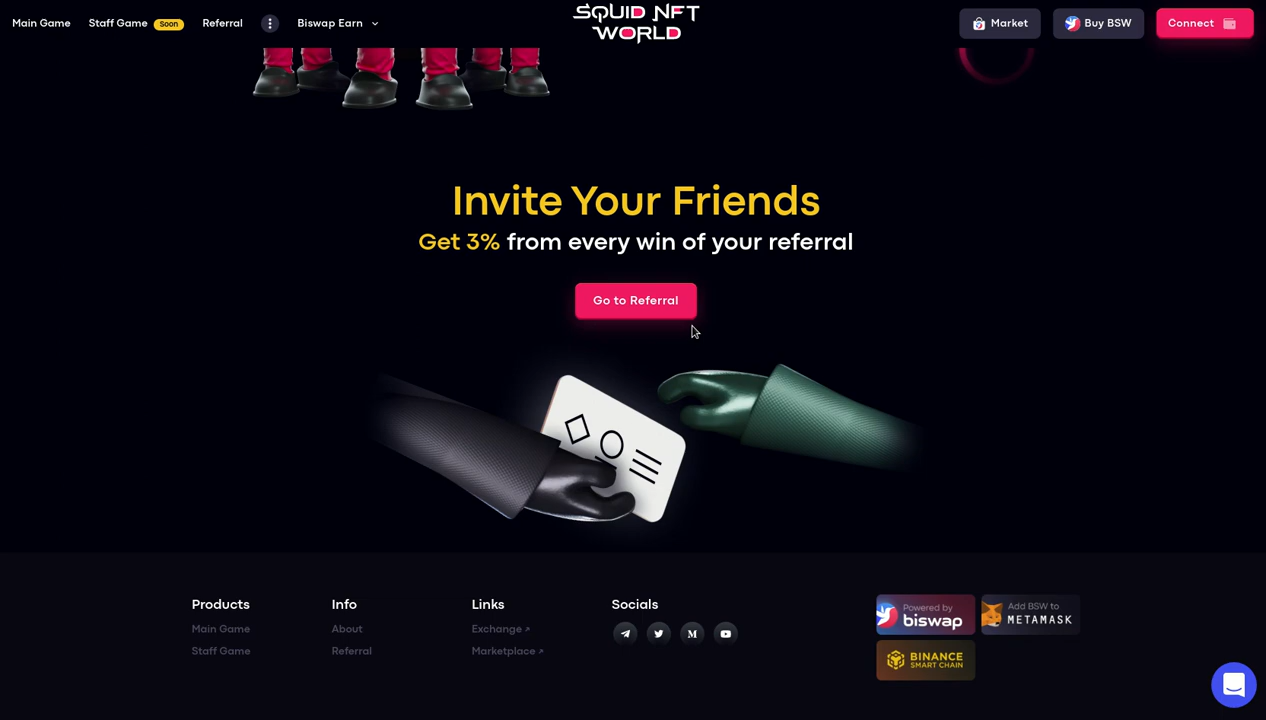 Main Game Staff Game Soon Referral Biswap Earn
SQUID NFT
WORLD
Market Buy BSW Connect
Invite Your Friends
Get 3% from every win of your referral
Go to Referral
Products Info Links Socials
Main Game About Exchange ↗
Staff Game Referral Marketplace ↗
Powered by
biswap
Add BSW to
METAMASK
BINANCE
SMART CHAIN